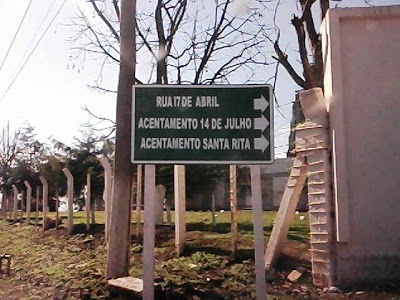 RUA 17 DE ABRIL
ACENTAMENTO 14 DE JULHO
ACENTAMENTO SANTA RITA